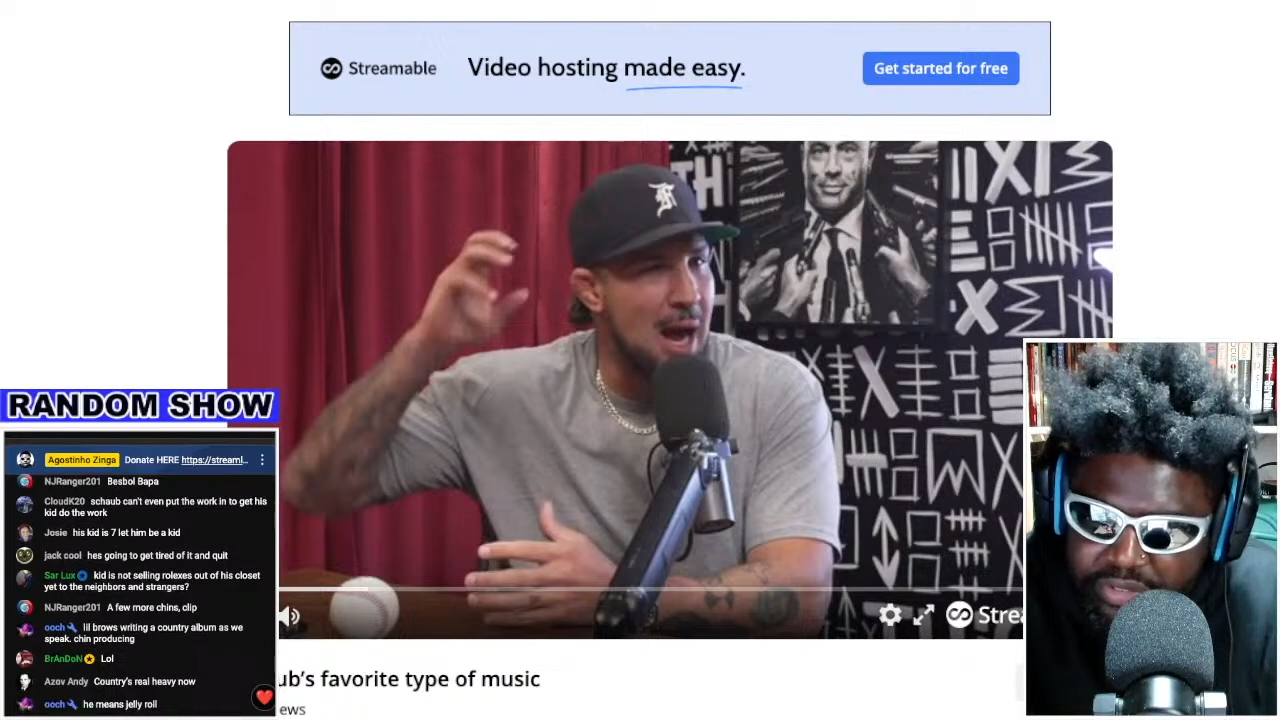 Streamable
Video hosting made easy.
Get started for free
RANDOM SHOW
Agostinho Zinga Donate HERE https://streaml...
NJRanger201 Besbol Bapa
CloudK20 schaub can't even put the work in to get his
kid do the work
Josie his kid is 7 let him be a kid
jack cool hes going to get tired of it and quit
Sar Lux kid is not selling rolexes out of his closet
yet to the neighbors and strangers?
NJRanger201 A few more chins, clip
ooch lil brows writing a country album as we
speak. chin producing
BrAnDoN Lol
Azov Andy Country's real heavy now
ooch he means jelly roll
Strea
ub's favorite type of music
ews